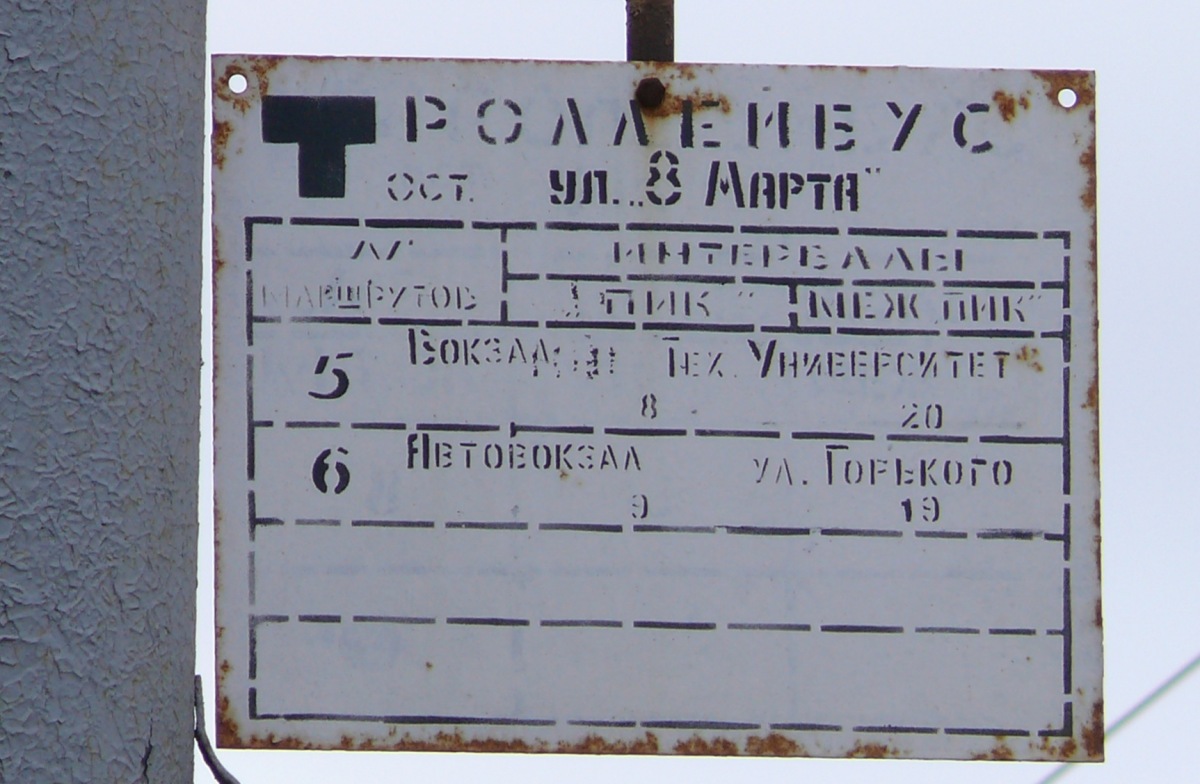 ТРОЛЛЕЙБУС
ОСТ. УЛ. „8 МАРТА"
№ ИНТЕРВАЛЫ
МАРШРУТОВ „ПИК" МЕЖ„ПИК"
5 ВОКЗАЛ ТЕХ. УНИВЕРСИТЕТ
8 20
6 АВТОВОКЗАЛ УЛ. ГОРЬКОГО
9 19